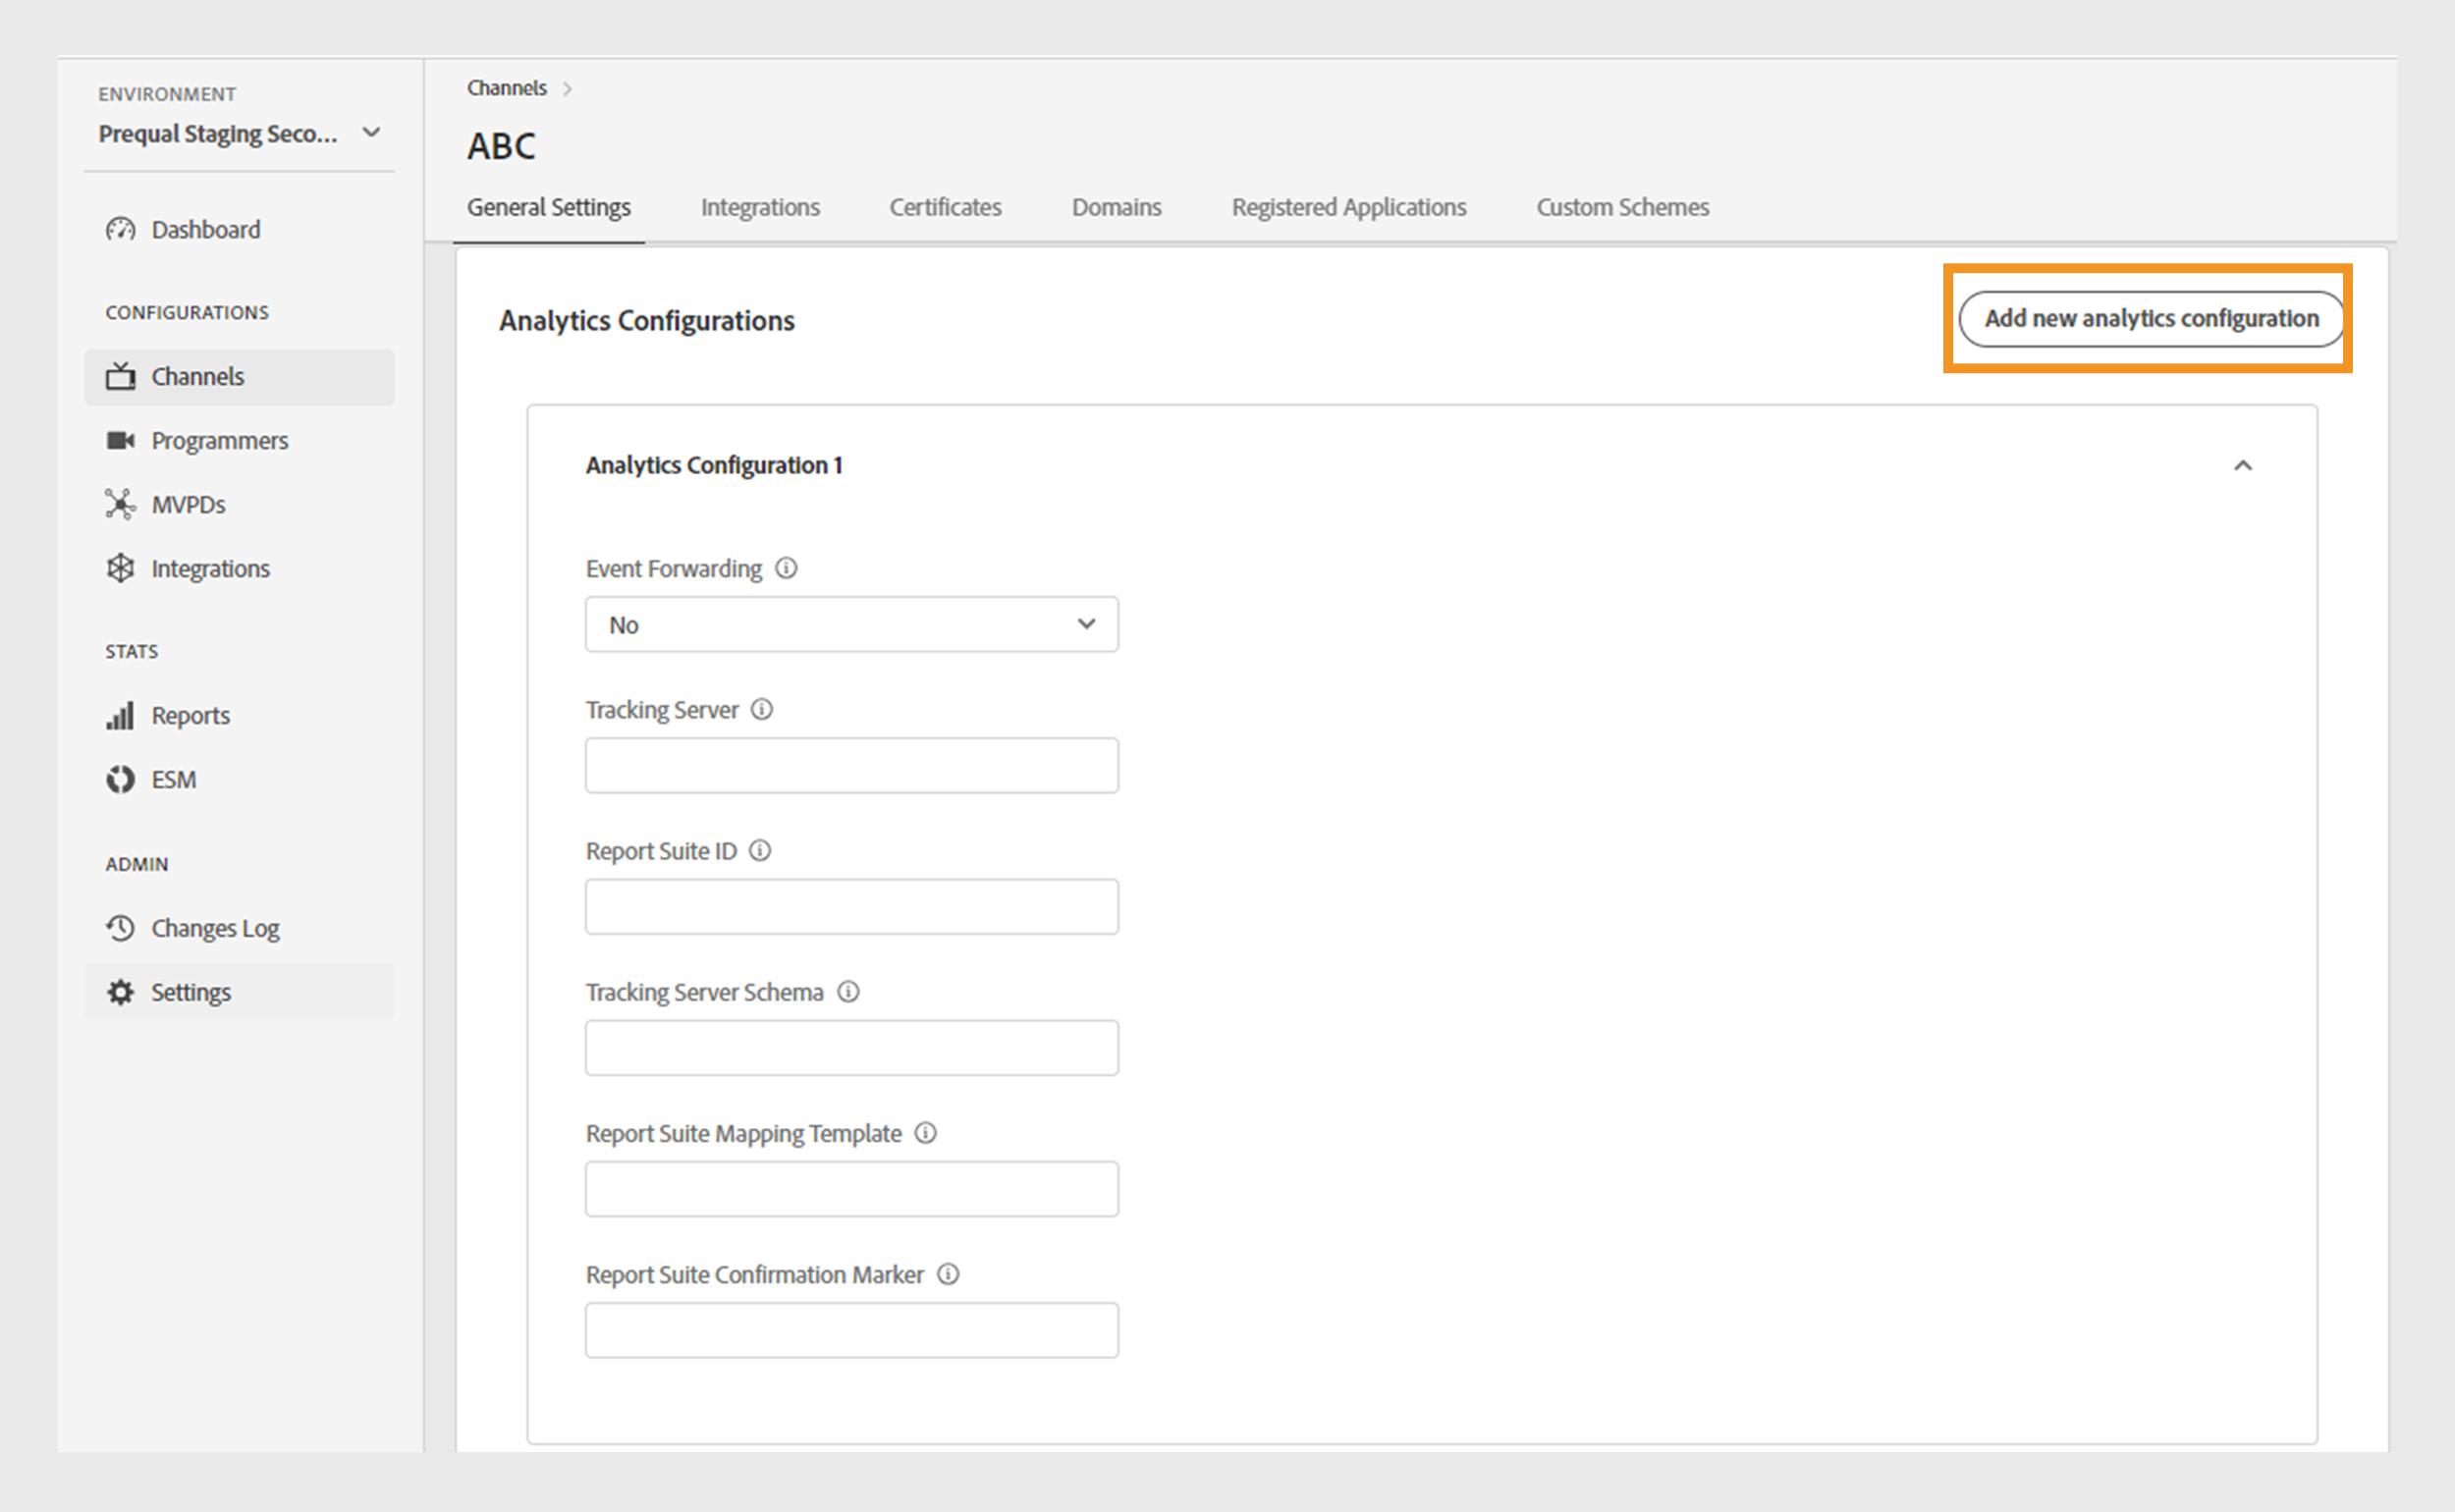 ENVIRONMENT
Prequal Staging Seco...
Dashboard
CONFIGURATIONS
Channels
Programmers
MVPDs
Integrations
STATS
Reports
ESM
ADMIN
Changes Log
Settings
Channels
ABC
General Settings Integrations Certificates Domains Registered Applications Custom Schemes
Analytics Configurations
Add new analytics configuration
Analytics Configuration 1
Event Forwarding
No
Tracking Server
Report Suite ID
Tracking Server Schema
Report Suite Mapping Template
Report Suite Confirmation Marker